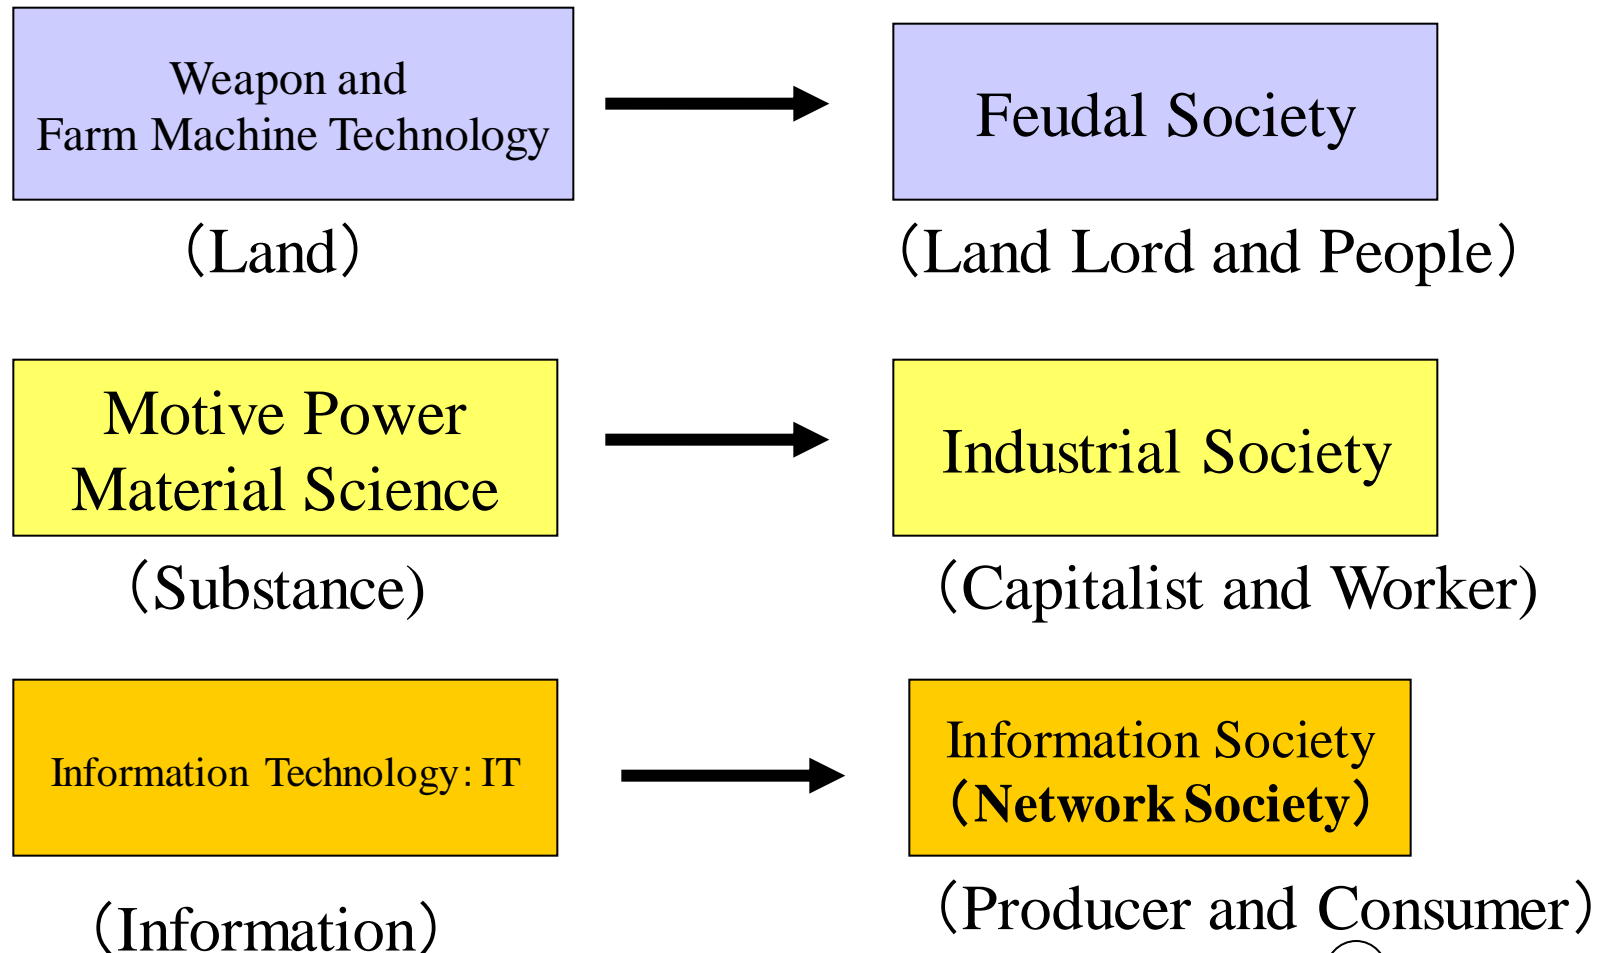 Weapon and
Farm Machine Technology
Feudal Society
（Land）
（Land Lord and People）
Motive Power
Material Science
Industrial Society
（Substance)
（Capitalist and Worker)
Information Technology: IT
Information Society
（Network Society）
（Information）
（Producer and Consumer）